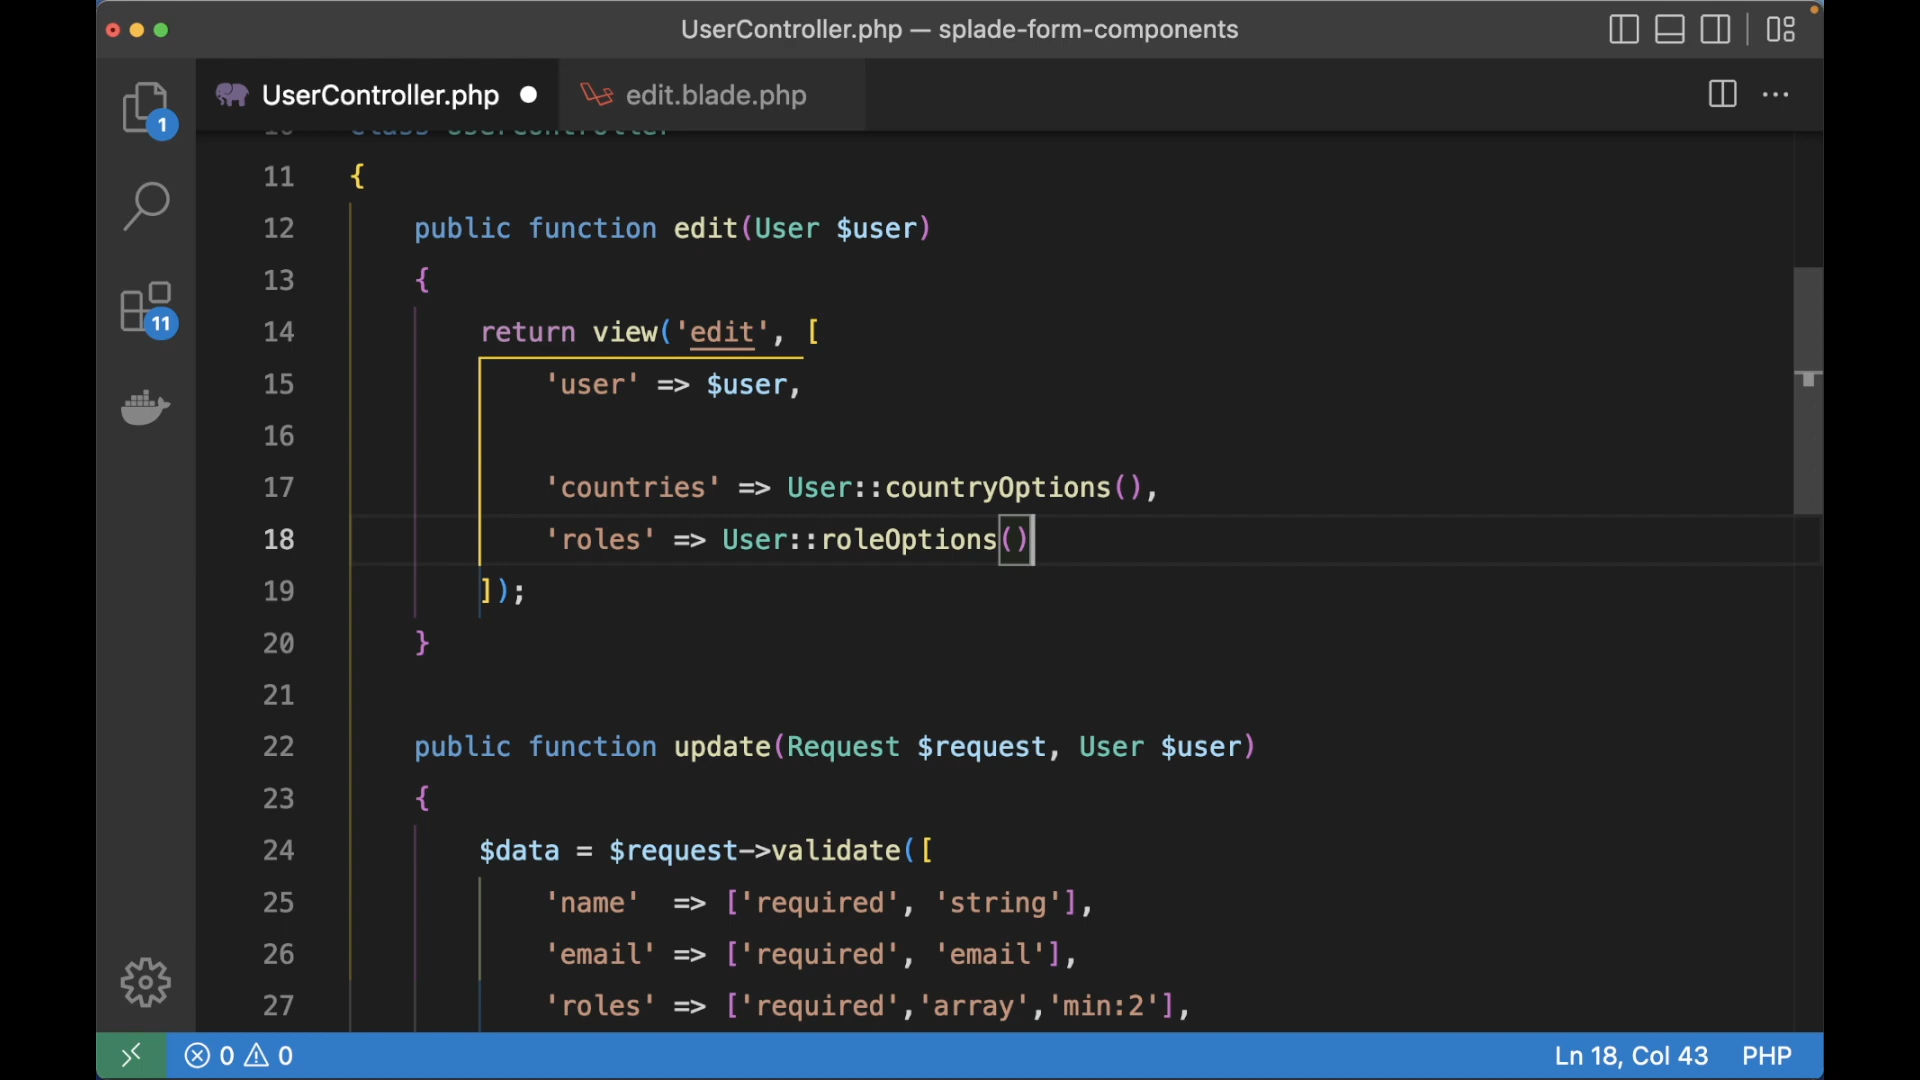 UserController.php — splade-form-components
UserController.php
edit.blade.php
1
10 class UserController
11 {
12 public function edit(User $user)
13 {
14 return view('edit', [
15 'user' => $user,
16
17 'countries' => User::countryOptions(),
18 'roles' => User::roleOptions()
19 ]);
20 }
21
22 public function update(Request $request, User $user)
23 {
24 $data = $request->validate([
25 'name' => ['required', 'string'],
26 'email' => ['required', 'email'],
27 'roles' => ['required','array','min:2'],
11
0 0
Ln 18, Col 43 PHP